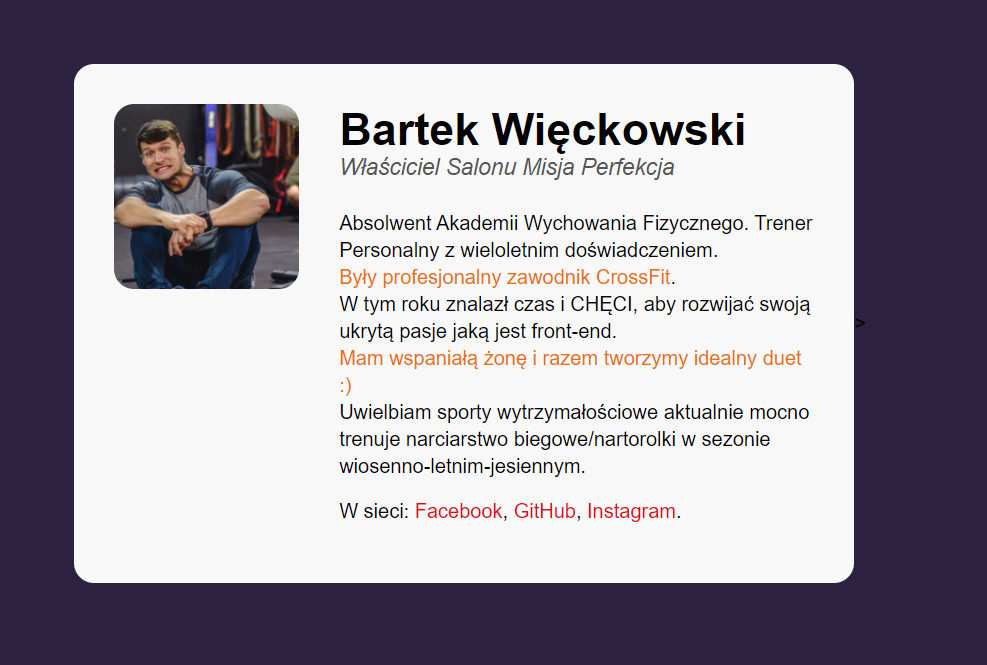 Bartek Więckowski
Właściciel Salonu Misja Perfekcja
Absolwent Akademii Wychowania Fizycznego. Trener
Personalny z wieloletnim doświadczeniem.
Były profesjonalny zawodnik CrossFit.
W tym roku znalazł czas i CHĘCI, aby rozwijać swoją
ukrytą pasje jaką jest front-end.
>
Mam wspaniałą żonę i razem tworzymy idealny duet
:)
Uwielbiam sporty wytrzymałościowe aktualnie mocno
trenuje narciarstwo biegowe/nartorolki w sezonie
wiosenno-letnim-jesiennym.
W sieci: Facebook, GitHub, Instagram.